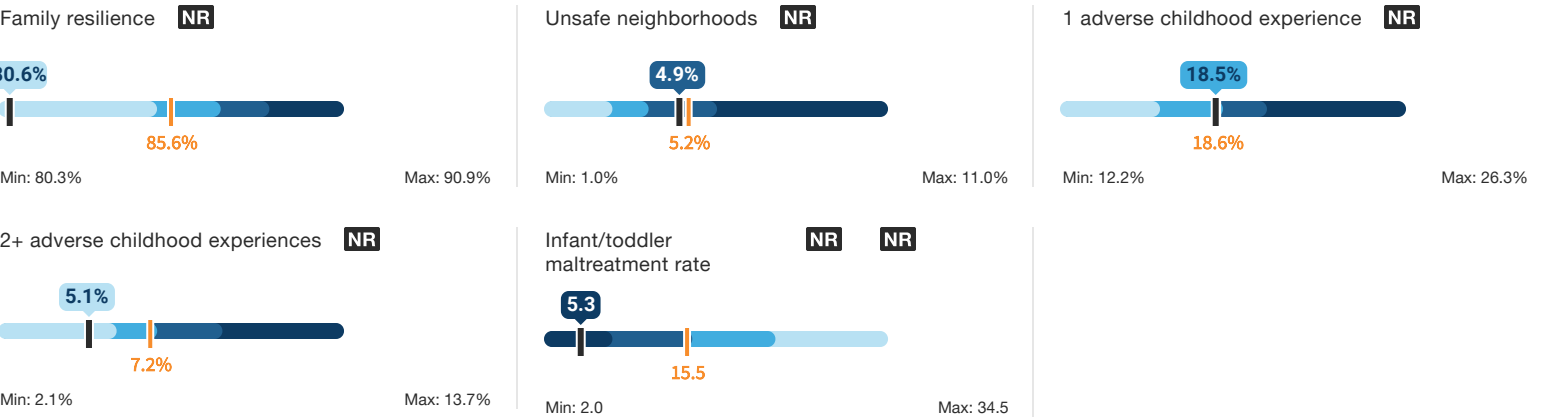 Family resilience NR
Unsafe neighborhoods NR
1 adverse childhood experience NR
80.6%
4.9%
18.5%
85.6%
5.2%
18.6%
Min: 80.3% Max: 90.9%
Min: 1.0% Max: 11.0%
Min: 12.2% Max: 26.3%
2+ adverse childhood experiences NR
Infant/toddler NR NR
maltreatment rate
5.1%
5.3
7.2%
15.5
Min: 2.1% Max: 13.7%
Min: 2.0 Max: 34.5